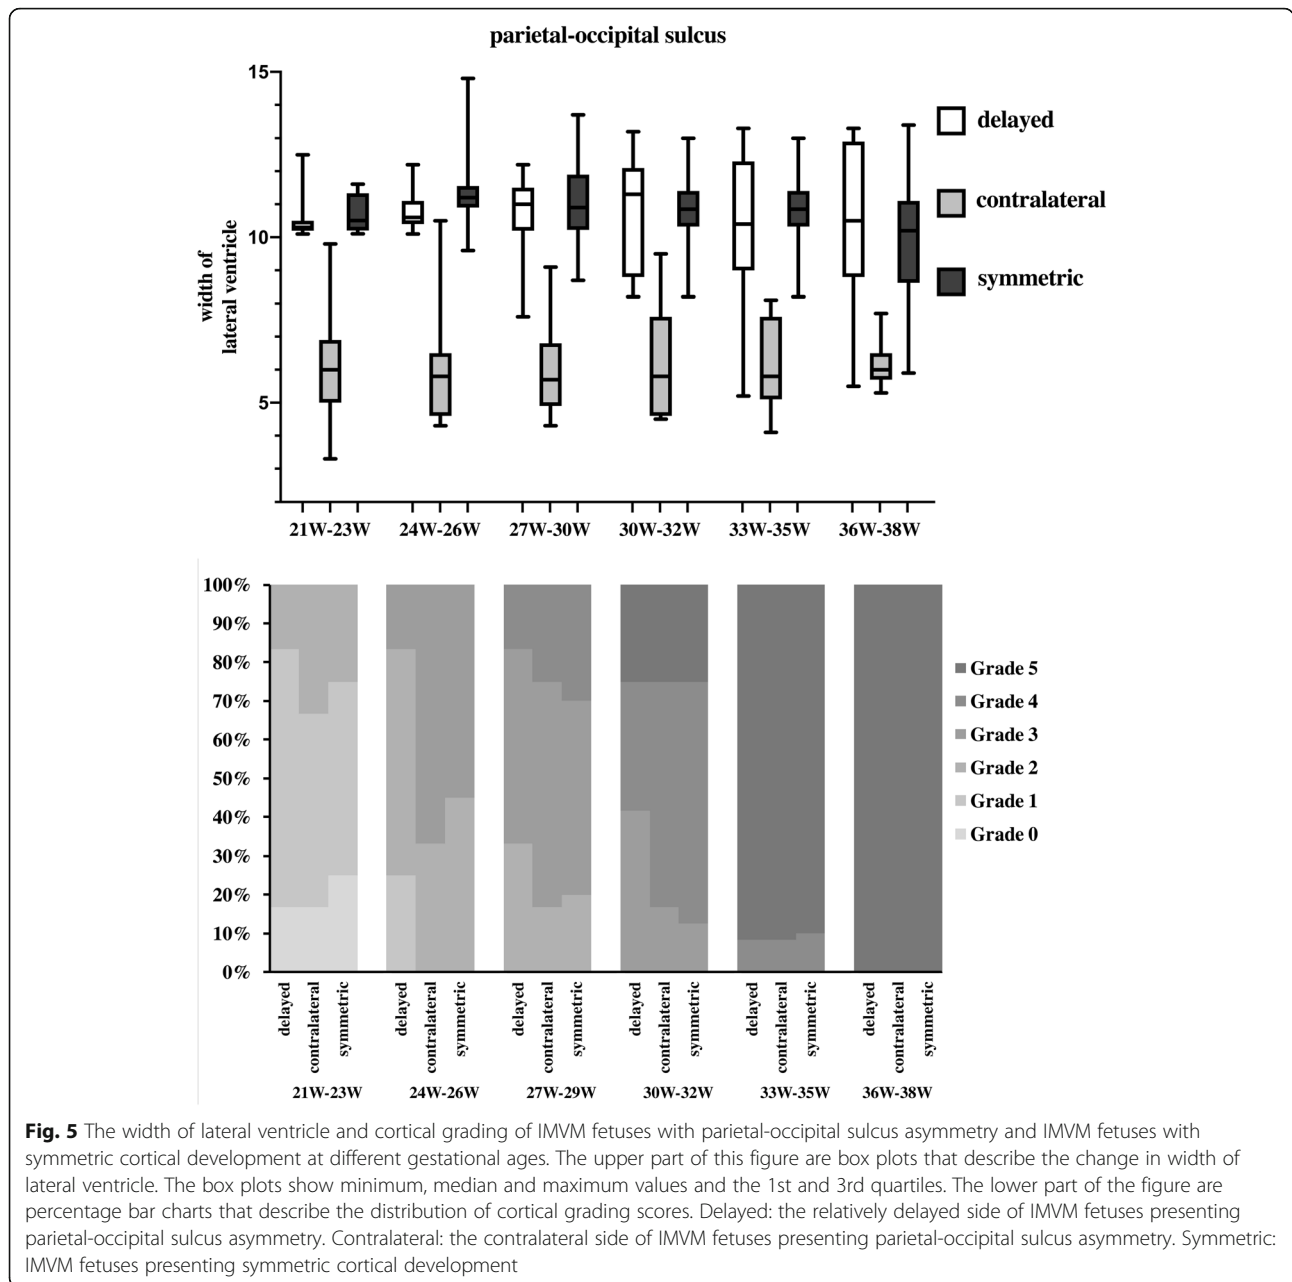 parietal-occipital sulcus
15
10
5
width of
lateral ventricle
delayed
contralateral
symmetric
21W-23W 24W-26W 27W-30W 30W-32W 33W-35W 36W-38W
100%
90%
80%
70%
60%
50%
40%
30%
20%
10%
0%
Grade 5
Grade 4
Grade 3
Grade 2
Grade 1
Grade 0
delayed contralateral symmetric delayed contralateral symmetric delayed contralateral symmetric delayed contralateral symmetric delayed contralateral symmetric delayed contralateral symmetric
21W-23W 24W-26W 27W-29W 30W-32W 33W-35W 36W-38W
Fig. 5 The width of lateral ventricle and cortical grading of IMVM fetuses with parietal-occipital sulcus asymmetry and IMVM fetuses with
symmetric cortical development at different gestational ages. The upper part of this figure are box plots that describe the change in width of
lateral ventricle. The box plots show minimum, median and maximum values and the 1st and 3rd quartiles. The lower part of the figure are
percentage bar charts that describe the distribution of cortical grading scores. Delayed: the relatively delayed side of IMVM fetuses presenting
parietal-occipital sulcus asymmetry. Contralateral: the contralateral side of IMVM fetuses presenting parietal-occipital sulcus asymmetry. Symmetric:
IMVM fetuses presenting symmetric cortical development